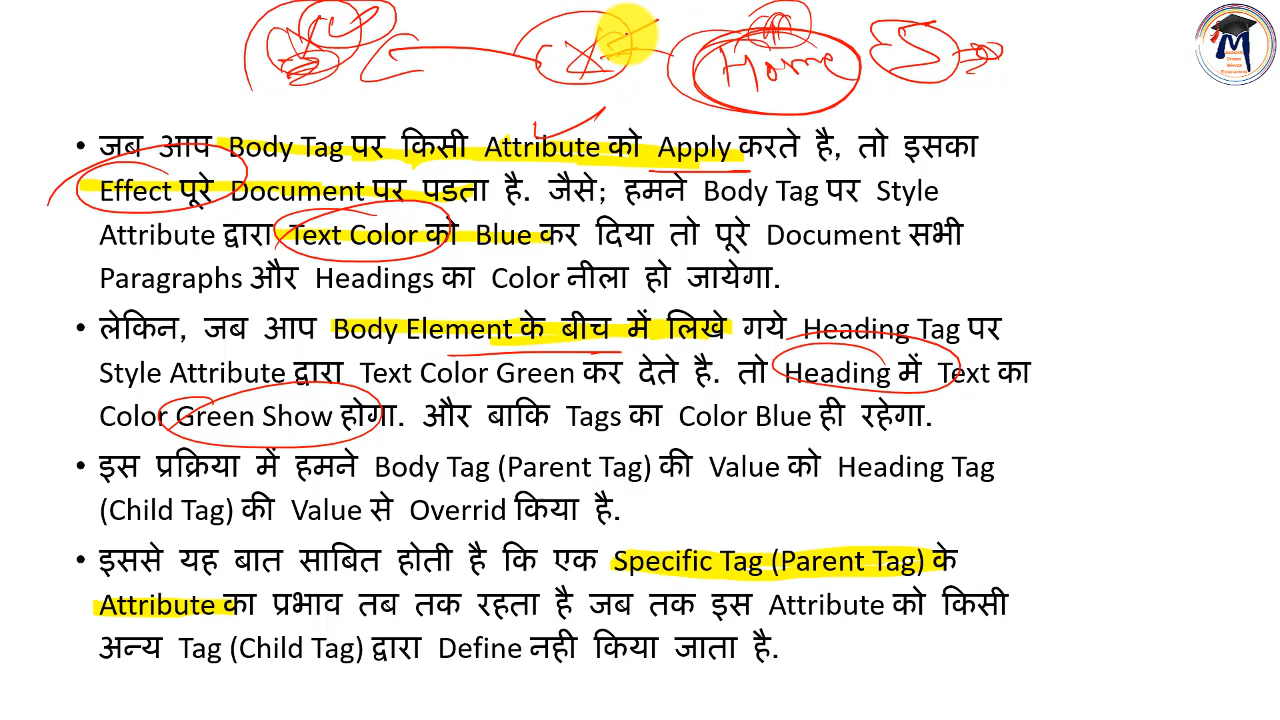 Home
जब आप Body Tag पर किसी Attribute को Apply करते है, तो इसका
Effect पूरे Document पर पडता है. जैसे; हमने Body Tag पर Style
Attribute द्वारा Text Color को Blue कर दिया तो पूरे Document सभी
Paragraphs और Headings का Color नीला हो जायेगा.
लेकिन, जब आप Body Element के बीच में लिखे गये Heading Tag पर
Style Attribute द्वारा Text Color Green कर देते है. तो Heading में Text का
Color Green Show होगा. और बाकि Tags का Color Blue ही रहेगा.
इस प्रक्रिया में हमने Body Tag (Parent Tag) की Value को Heading Tag
(Child Tag) की Value से Overrid किया है.
इससे यह बात साबित होती है कि एक Specific Tag (Parent Tag) के
Attribute का प्रभाव तब तक रहता है जब तक इस Attribute को किसी
अन्य Tag (Child Tag) द्वारा Define नही किया जाता है.